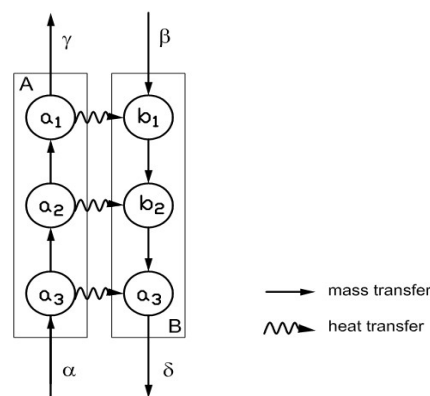 γ β
A
a1 b1
a2 b2
a3 a3
B
α δ
mass transfer
heat transfer